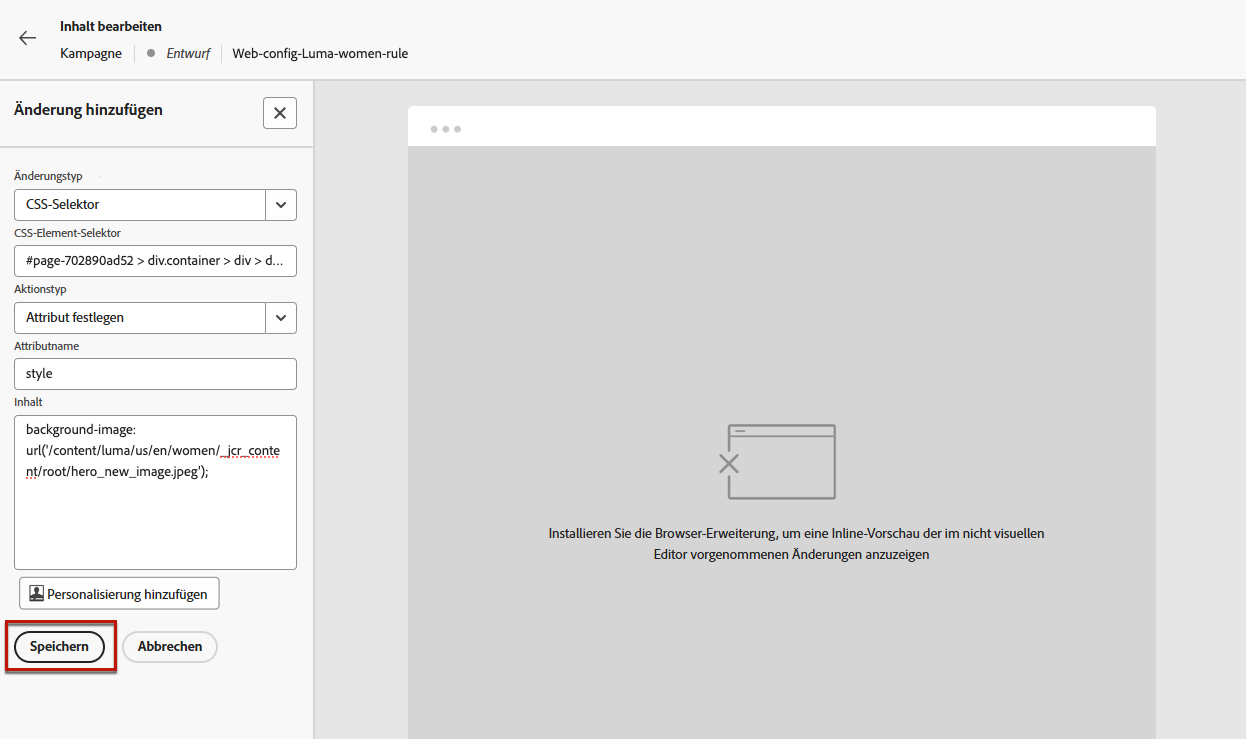 Inhalt bearbeiten
Kampagne
Entwurf
Web-config-Luma-women-rule
Änderung hinzufügen
Änderungstyp
CSS-Selektor
CSS-Element-Selektor
#page-702890ad52 > div.container > div > d...
Aktionstyp
Attribut festlegen
Attributname
style
Inhalt
background-image:
url('/content/luma/us/en/women/_jcr_conte
nt/root/hero_new_image.jpeg');
Personalisierung hinzufügen
Speichern
Abbrechen
Installieren Sie die Browser-Erweiterung, um eine Inline-Vorschau der im nicht visuellen
Editor vorgenommenen Änderungen anzuzeigen